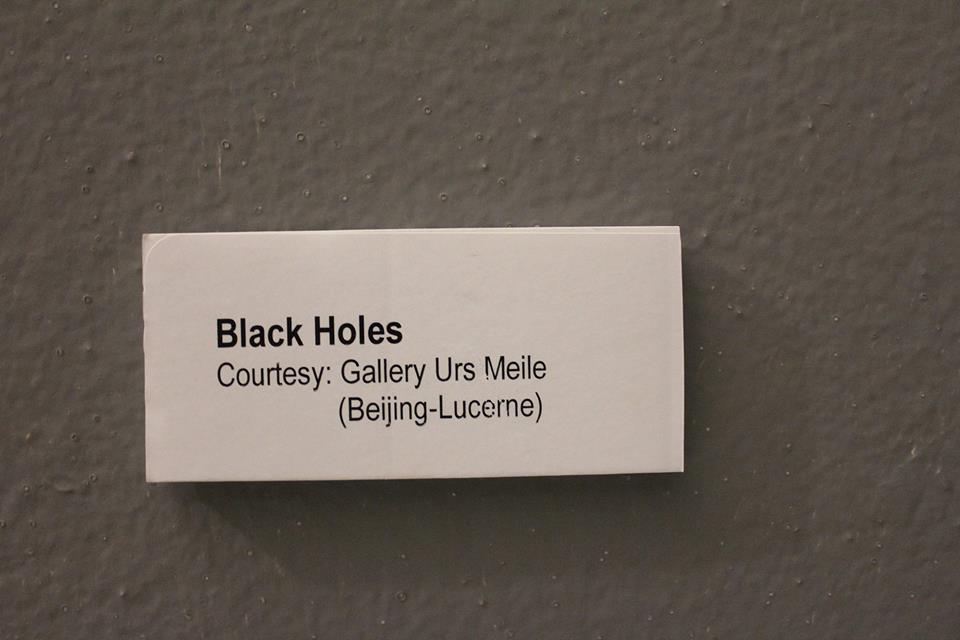 Black Holes
Courtesy: Gallery Urs Meile
(Beijing-Lucerne)